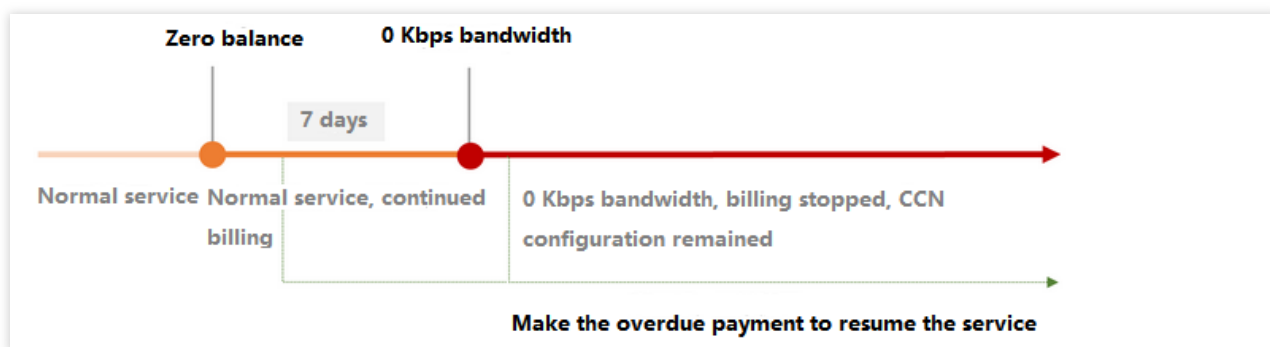 Zero balance
0 Kbps bandwidth
7 days
Normal service
Normal service, continued
billing
0 Kbps bandwidth, billing stopped, CCN
configuration remained
Make the overdue payment to resume the service